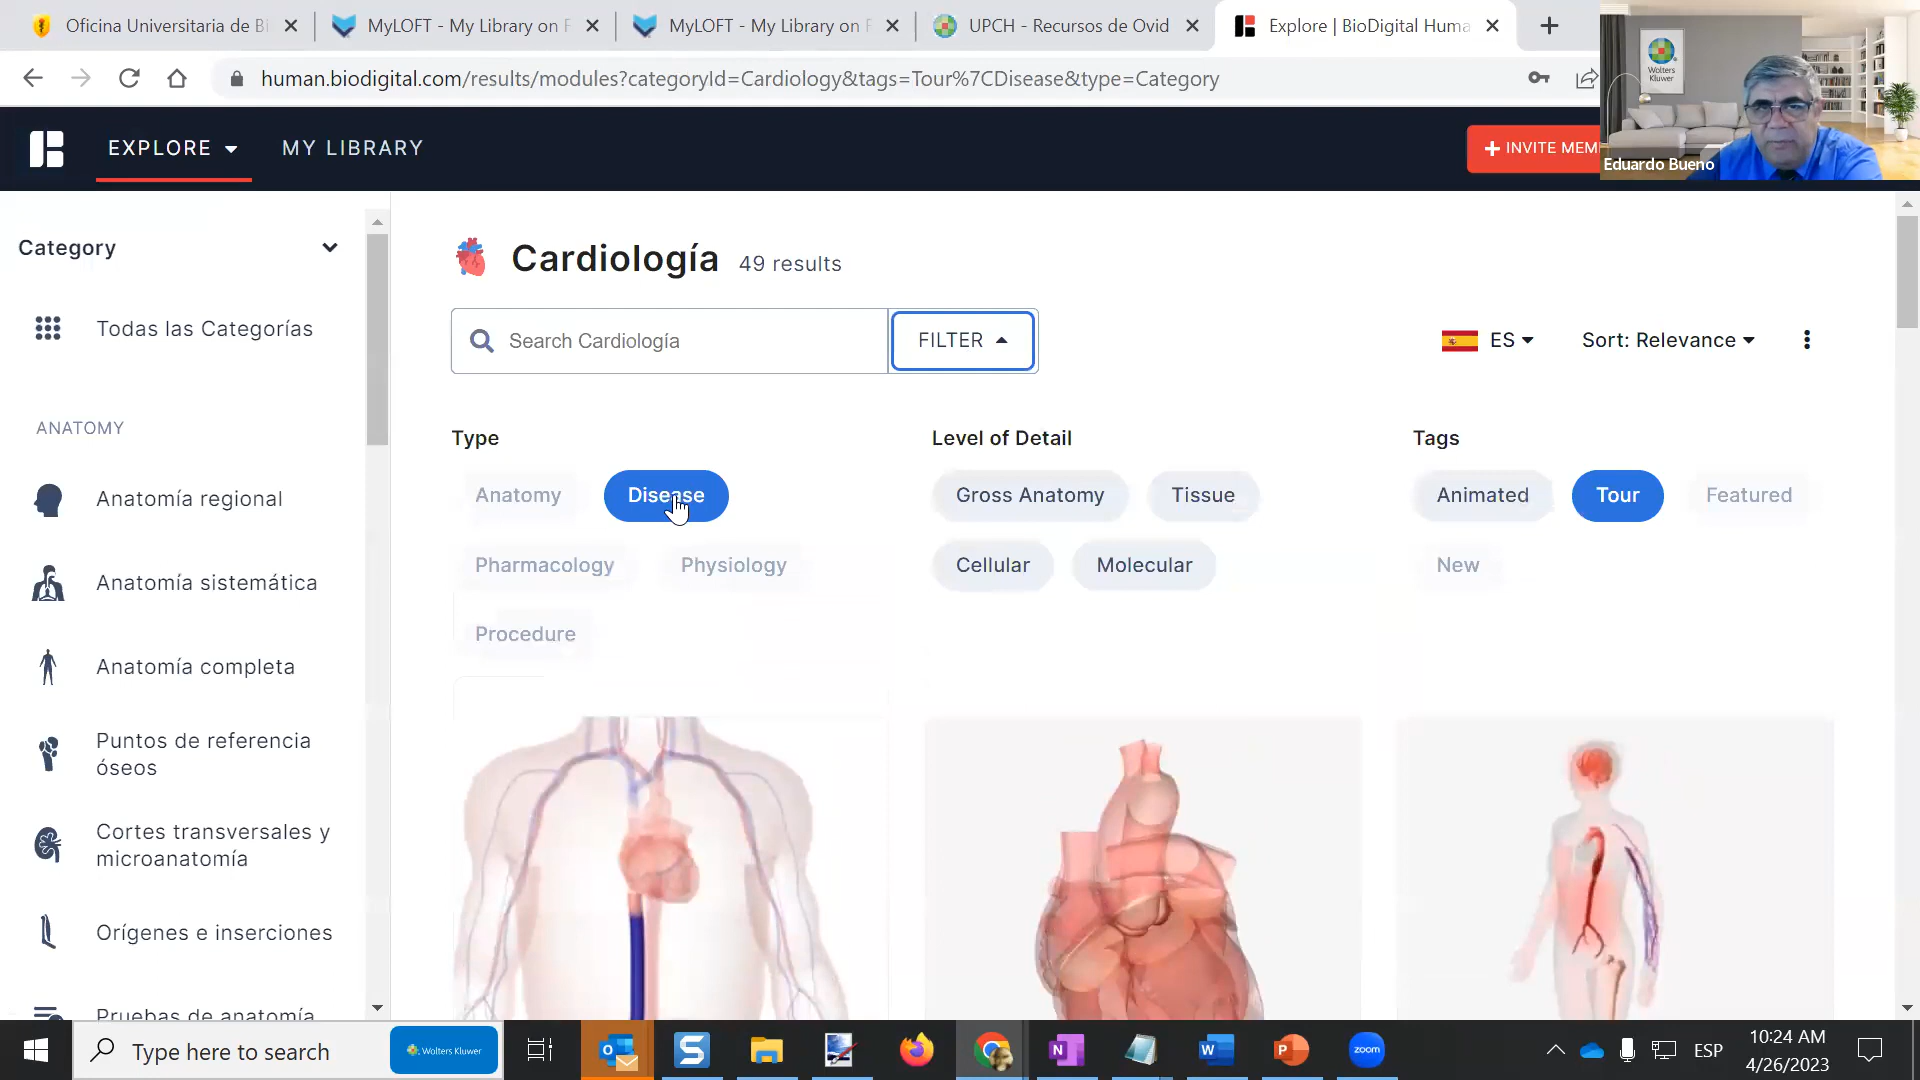 Oficina Universitaria de Bi
MyLOFT - My Library on F
MyLOFT - My Library on F
UPCH - Recursos de Ovid
Explore | BioDigital Huma
human.biodigital.com/results/modules?categoryId=Cardiology&tags=Tour%7CDisease&type=Category
Wolters
Kluwer
Eduardo Bueno
EXPLORE
MY LIBRARY
+ INVITE MEM
Category
Todas las Categorías
ANATOMY
Anatomía regional
Anatomía sistemática
Anatomía completa
Puntos de referencia
óseos
Cortes transversales y
microanatomía
Orígenes e inserciones
Pruebas de anatomía
Cardiología 49 results
Search Cardiología
FILTER
ES
Sort: Relevance
Type
Anatomy
Disease
Pharmacology
Physiology
Procedure
Level of Detail
Gross Anatomy
Tissue
Cellular
Molecular
Tags
Animated
Tour
Featured
New
Type here to search
Wolters Kluwer
zoom
ESP
10:24 AM
4/26/2023